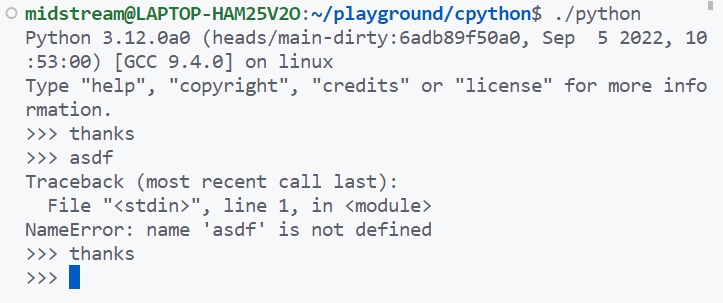 midstream@LAPTOP-HAM25V2O:~/playground/cpython$ ./python
Python 3.12.0a0 (heads/main-dirty:6adb89f50a0, Sep  5 2022, 10
:53:00) [GCC 9.4.0] on linux
Type "help", "copyright", "credits" or "license" for more info
rmation.
>>> thanks
>>> asdf
Traceback (most recent call last):
  File "<stdin>", line 1, in <module>
NameError: name 'asdf' is not defined
>>> thanks
>>>